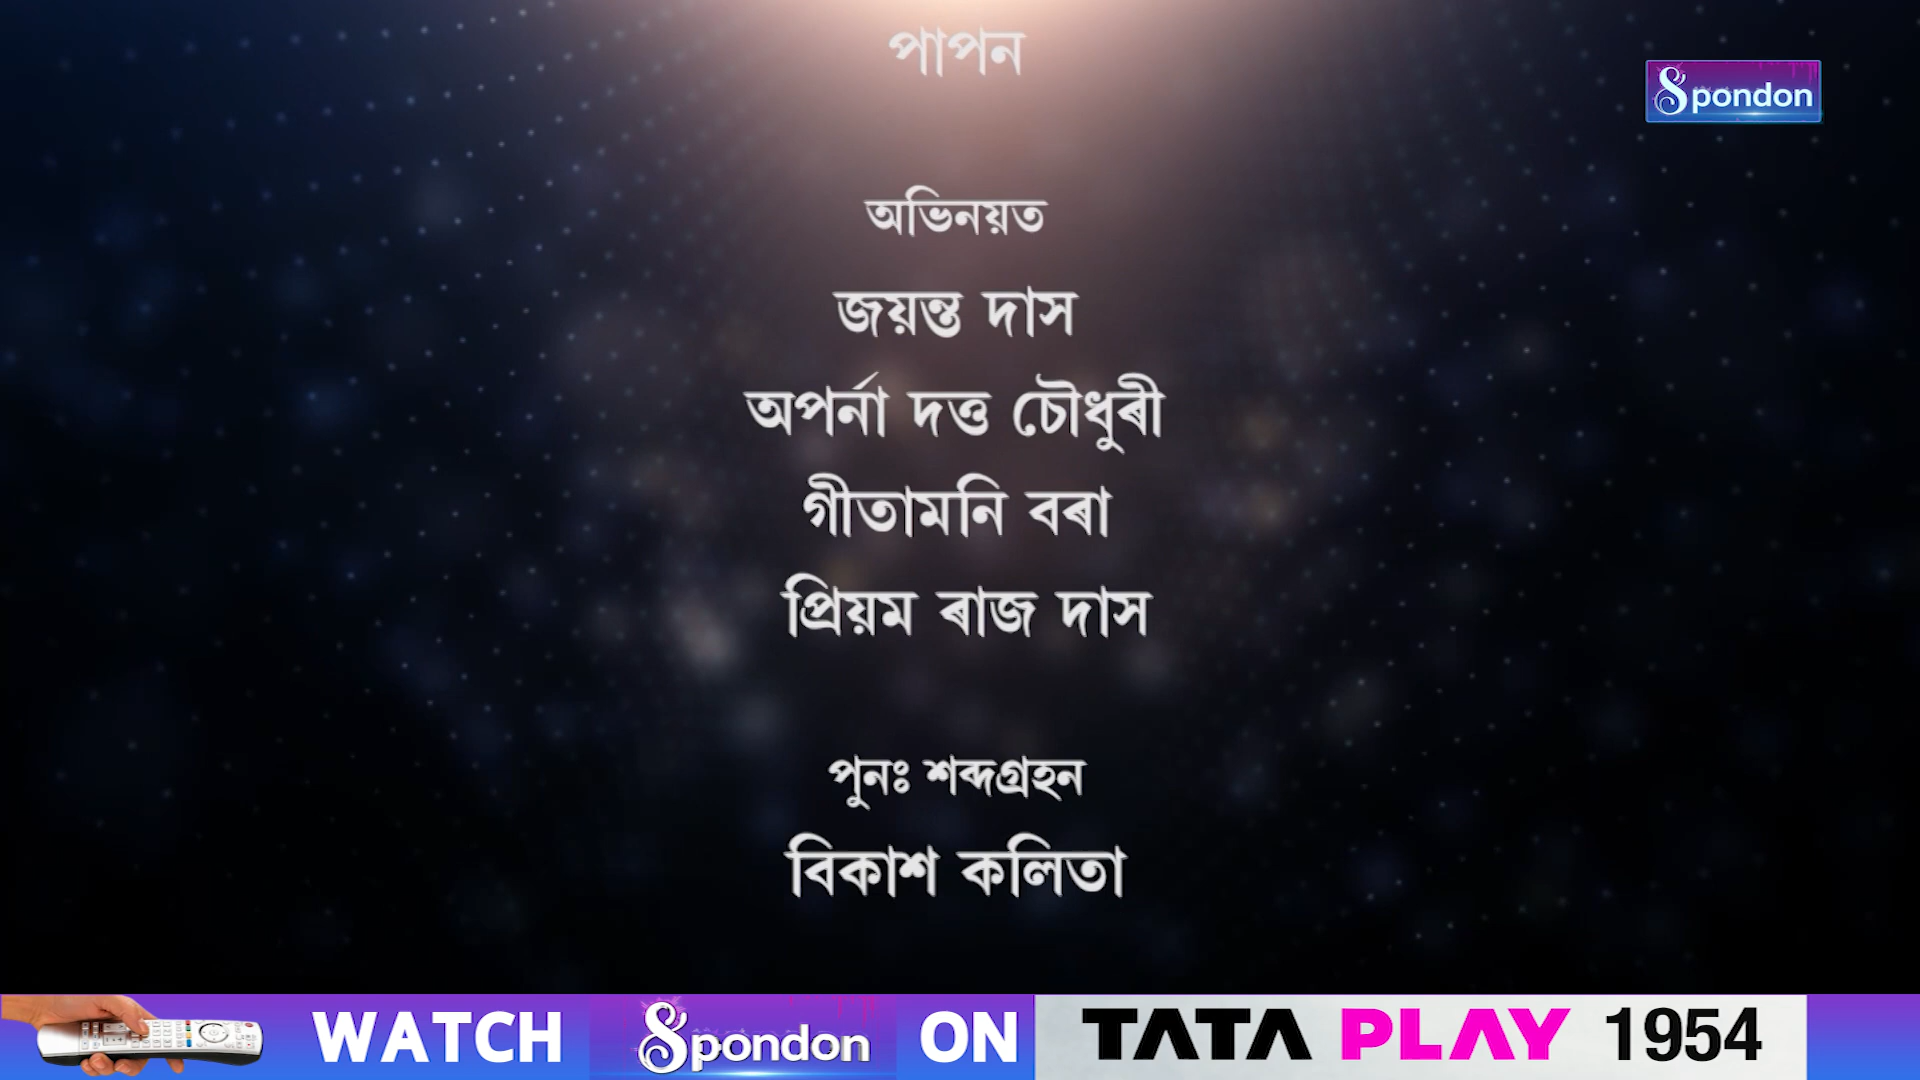 পাপন
Spondon
অভিনয়ত
জয়ন্ত দাস
অপৰ্না দত্ত চৌধুৰী
গীতামনি বৰা
প্ৰিয়ম ৰাজ দাস
পুনঃ শব্দগ্ৰহন
বিকাশ কলিতা
WATCH Spondon ON TATA PLAY 1954